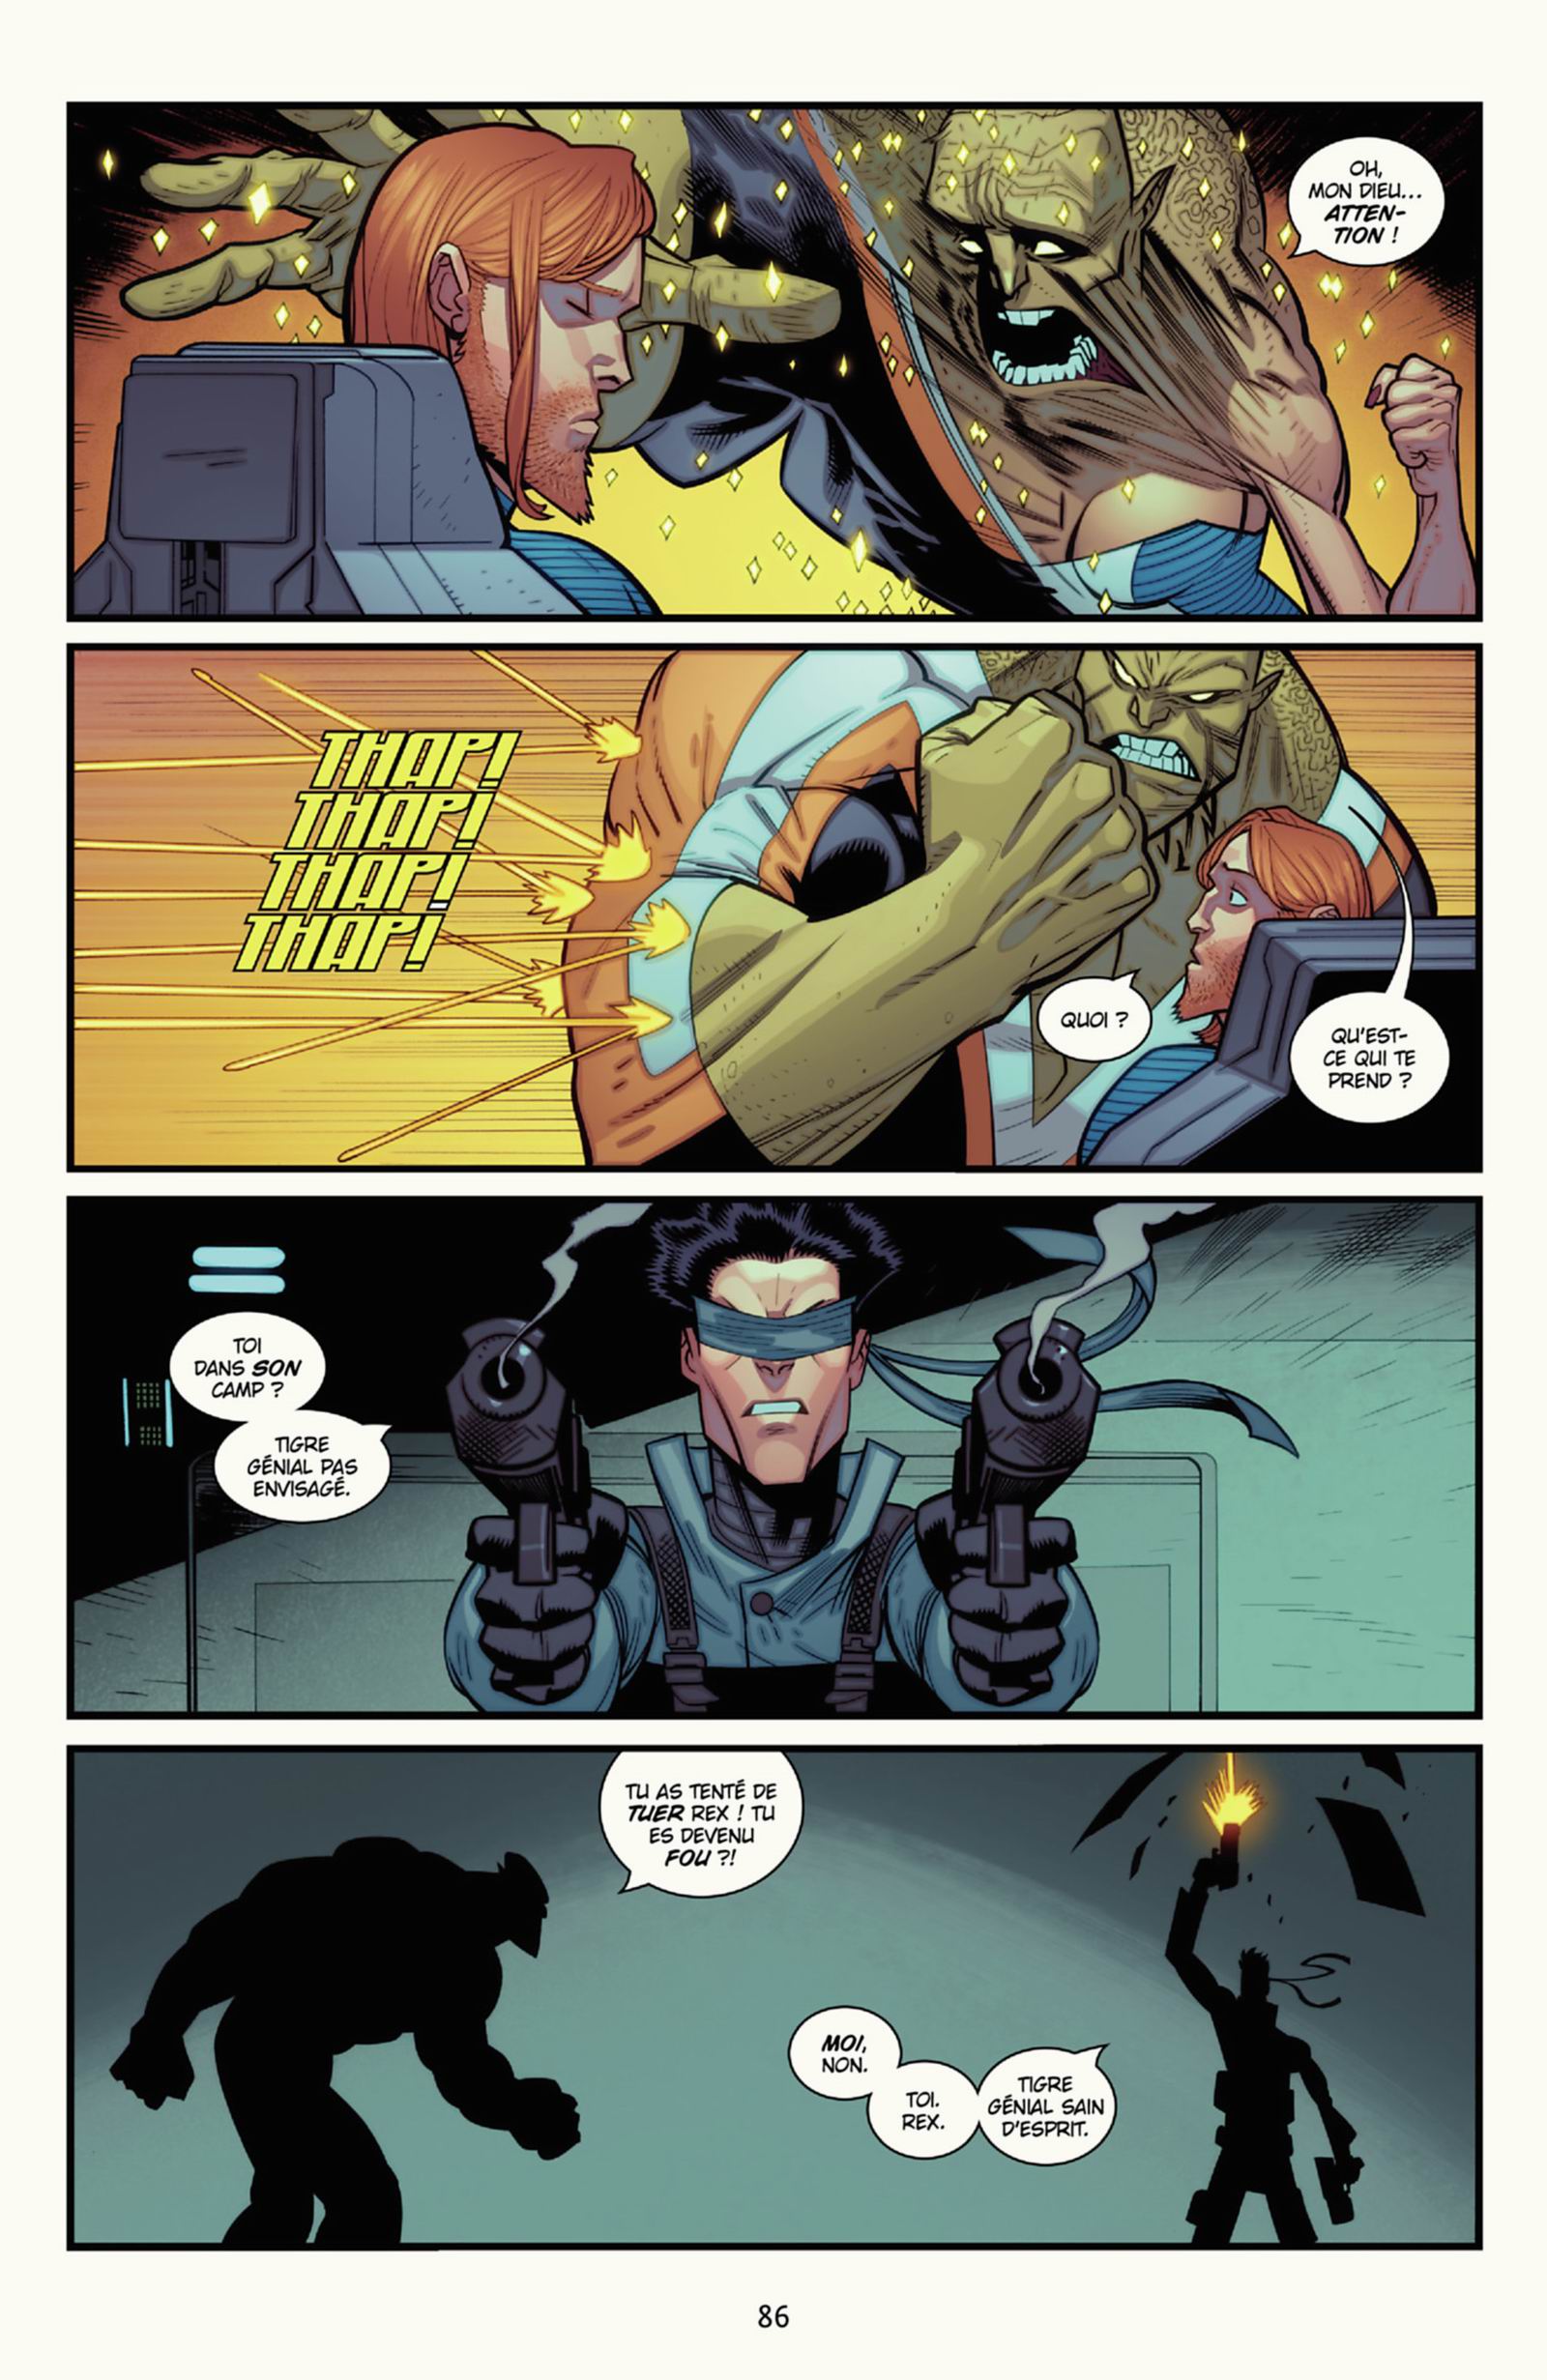 OH,
MON DIEU...
ATTEN-
TION !
THAP!
THAP!
THAP!
THAP!
QUOI ?
QU'EST-
CE QUI TE
PREND ?
TOI
DANS SON
CAMP ?
TIGRE
GÉNIAL PAS
ENVISAGÉ.
TU AS TENTÉ DE
TUER REX ! TU
ES DEVENU
FOU ?!
MOI,
NON.
TOI.
REX.
TIGRE
GÉNIAL SAIN
D'ESPRIT.
86